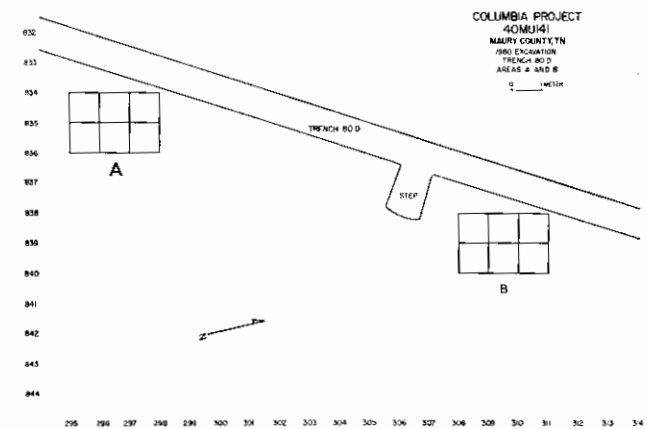 COLUMBIA PROJECT
40MU141
MAURY COUNTY, TN
1980 EXCAVATION
TRENCH 80 D
AREAS A AND B
0 1 METER
832
833
834
835
836
837
838
839
840
841
842
843
844
TRENCH 80 D
STEP
A
B
N
295 296 297 298 299 300 301 302 303 304 305 306 307 308 309 310 311 312 313 314